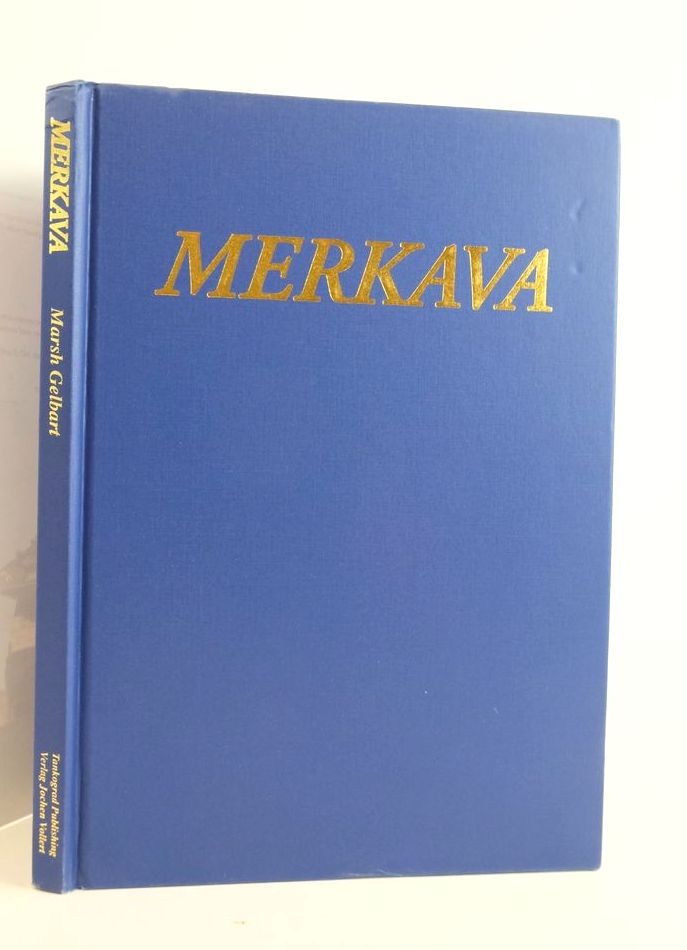 MERKAVA
MERKAVA
Marsh Gelbart
Tankograd Publishing
Verlag Jochen Vollert